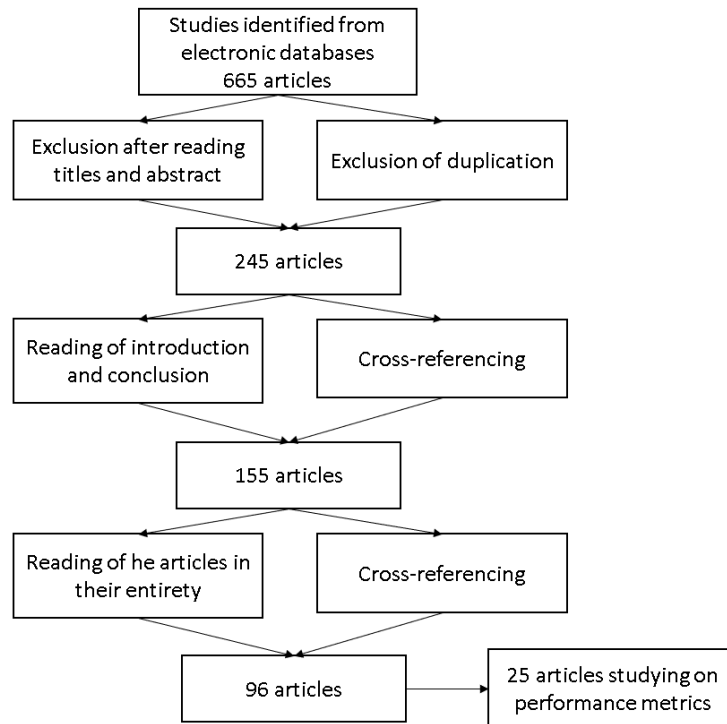 Studies identified from
electronic databases
665 articles
Exclusion after reading
titles and abstract
Exclusion of duplication
245 articles
Reading of introduction
and conclusion
Cross-referencing
155 articles
Reading of he articles in
their entirety
Cross-referencing
96 articles
25 articles studying on
performance metrics